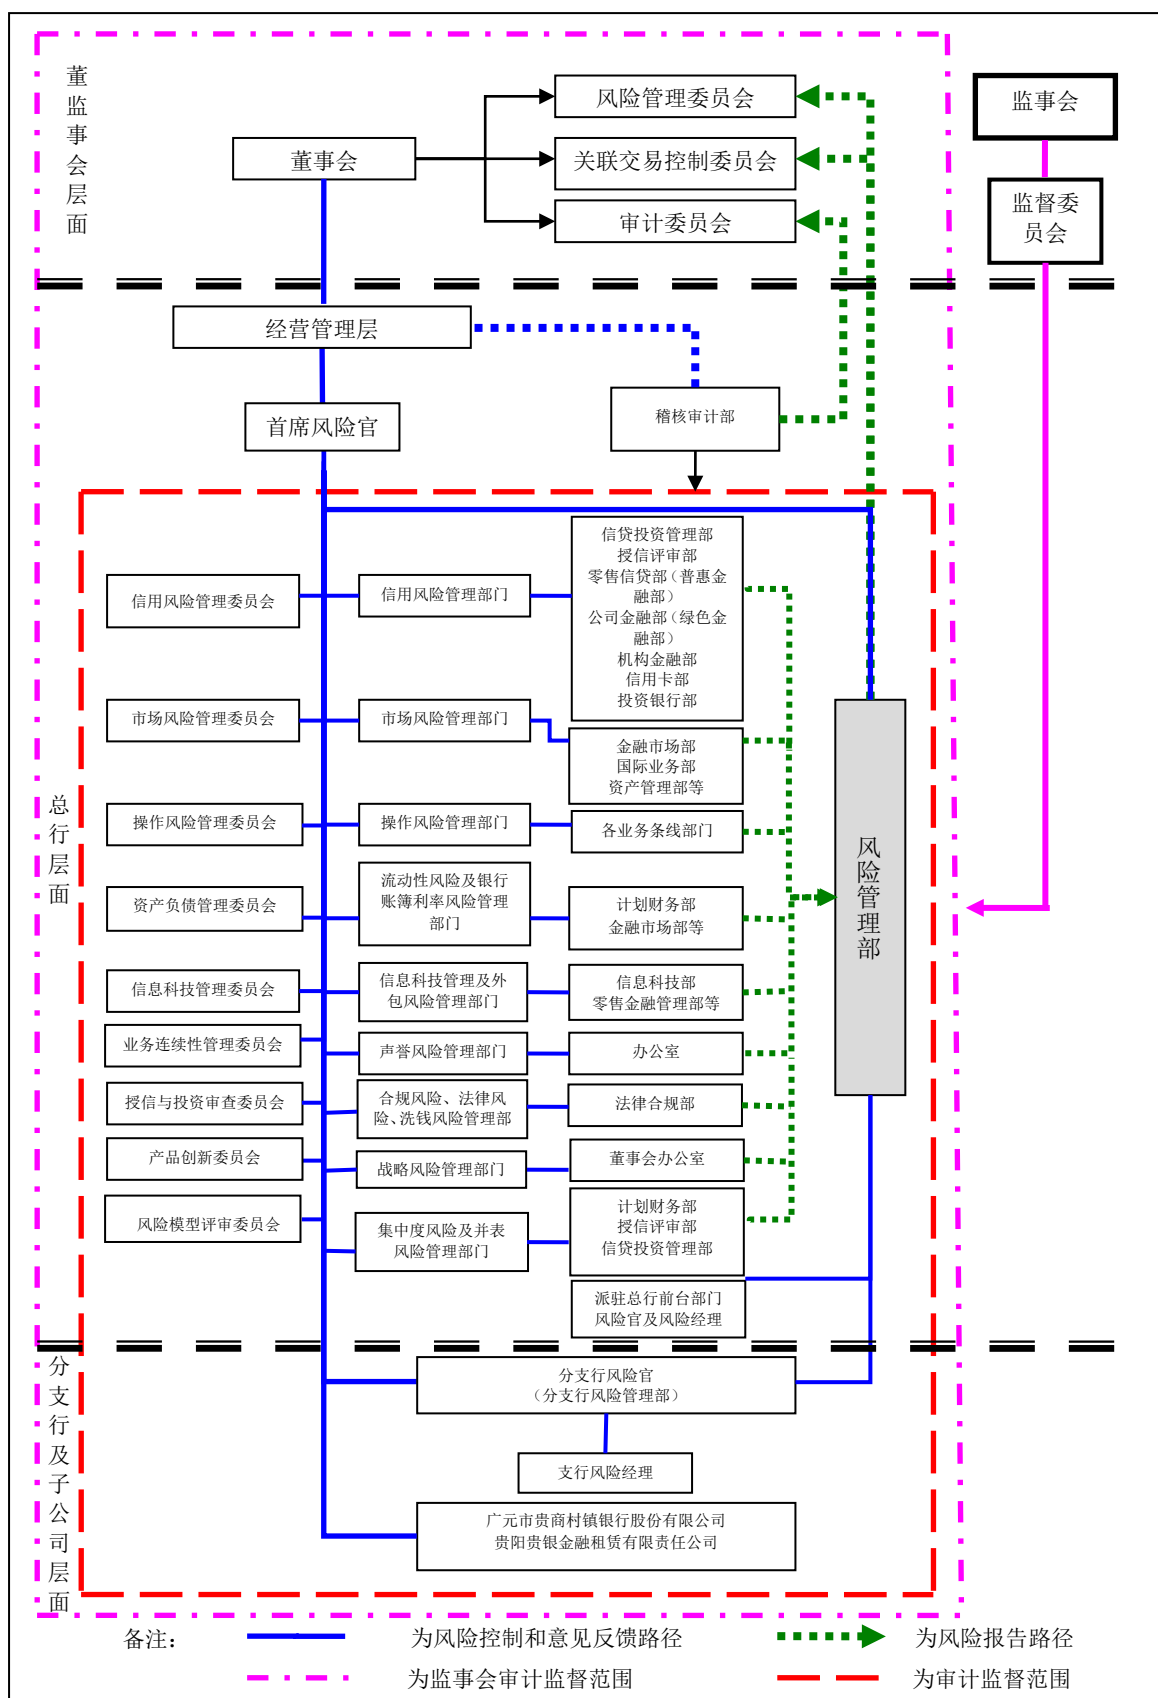 董监事会层面
风险管理委员会
监事会
董事会
关联交易控制委员会
监督委
员会
审计委员会
经营管理层
首席风险官
稽核审计部
总行层面
信用风险管理委员会
信用风险管理部门
信贷投资管理部
授信评审部
零售信贷部（普惠金
融部）
公司金融部（绿色金
融部）
机构金融部
信用卡部
投资银行部
市场风险管理委员会
市场风险管理部门
金融市场部
国际业务部
资产管理部等
操作风险管理委员会
操作风险管理部门
各业务条线部门
风险管理部
资产负债管理委员会
流动性风险及银行
账簿利率风险管理
部门
计划财务部
金融市场部等
信息科技管理委员会
信息科技管理及外
包风险管理部门
信息科技部
零售金融管理部等
业务连续性管理委员会
声誉风险管理部门
办公室
授信与投资审查委员会
合规风险、法律风
险、洗钱风险管理部
法律合规部
产品创新委员会
战略风险管理部门
董事会办公室
风险模型评审委员会
集中度风险及并表
风险管理部门
计划财务部
授信评审部
信贷投资管理部
派驻总行前台部门
风险官及风险经理
分支行及子公司层面
分支行风险官
（分支行风险管理部）
支行风险经理
广元市贵商村镇银行股份有限公司
贵阳贵银金融租赁有限责任公司
备注：
为风险控制和意见反馈路径
为风险报告路径
为监事会审计监督范围
为审计监督范围